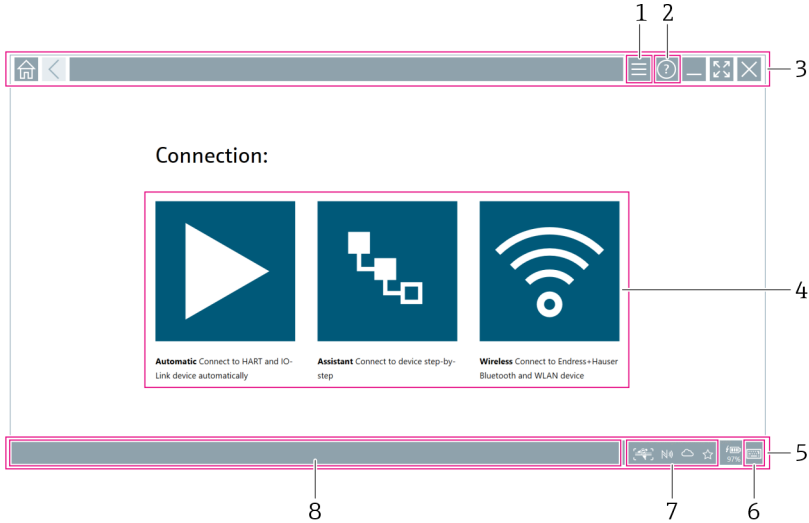 1 2
3
?
Connection:
4
Automatic Connect to HART and IO-
Link device automatically
Assistant Connect to device step-by-
step
Wireless Connect to Endress+Hauser
Bluetooth and WLAN device
N
97%
5
8 7 6